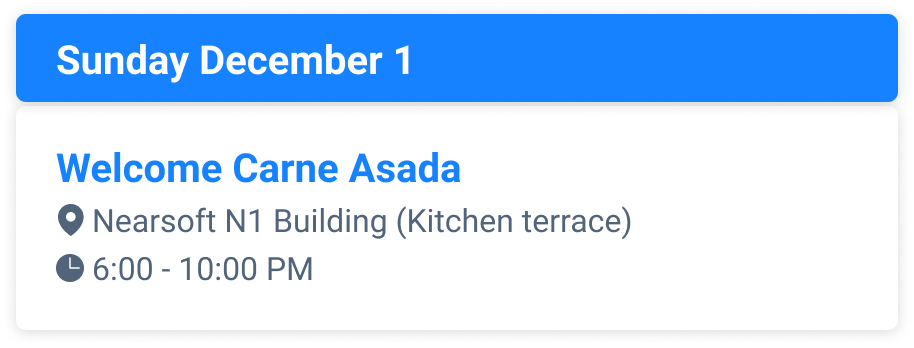 Sunday December 1
Welcome Carne Asada
Nearsoft N1 Building (Kitchen terrace)
6:00 - 10:00 PM